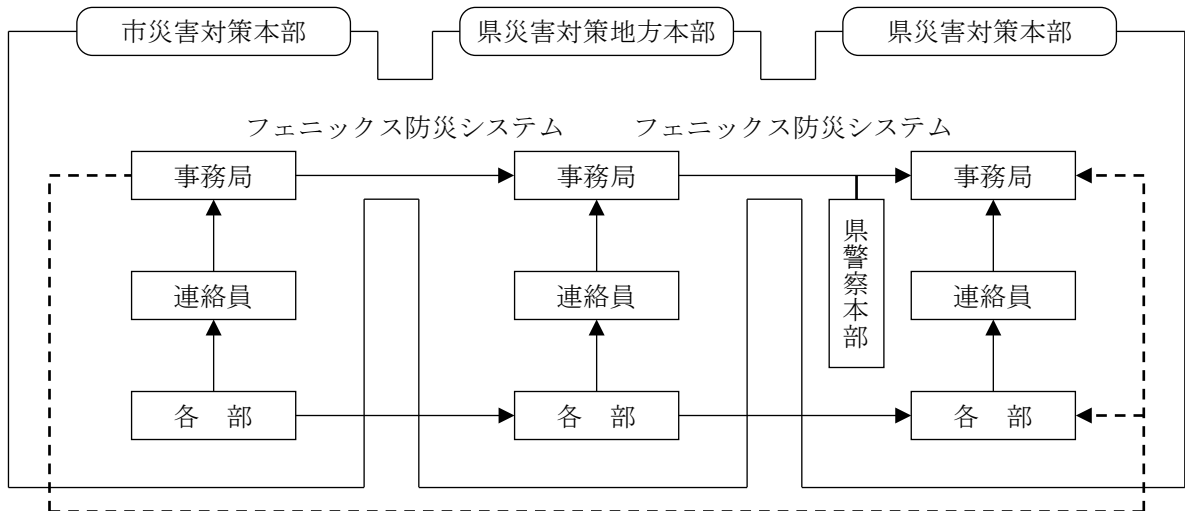 市災害対策本部
県災害対策地方本部
県災害対策本部
フェニックス防災システム
フェニックス防災システム
事務局
事務局
事務局
県警察本部
連絡員
連絡員
連絡員
各　部
各　部
各　部